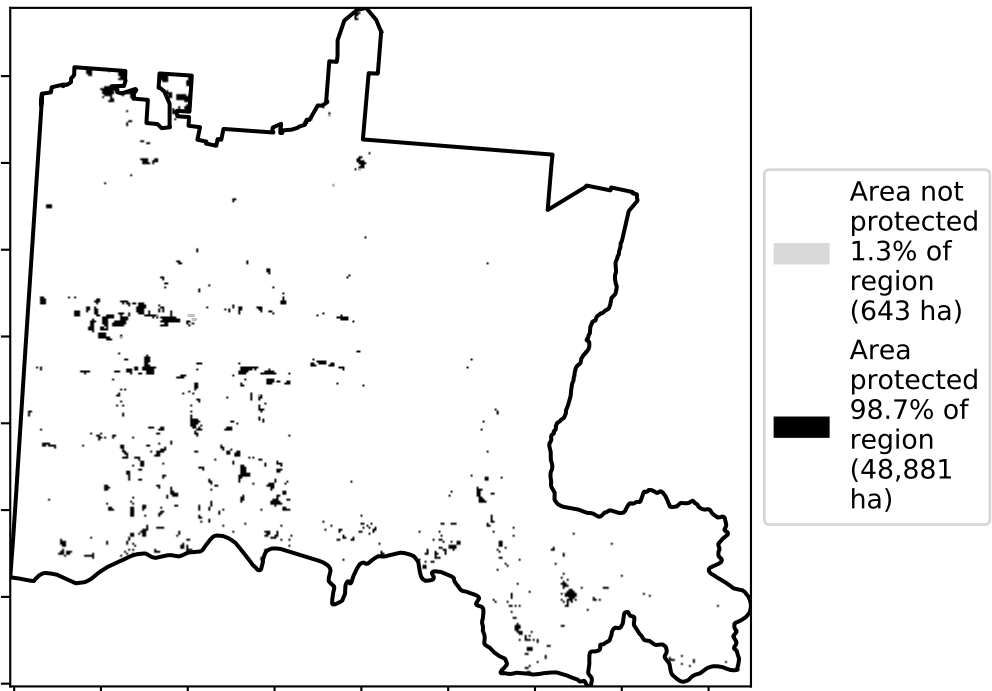 Area not
protected
1.3% of
region
(643 ha)
Area
protected
98.7% of
region
(48,881
ha)